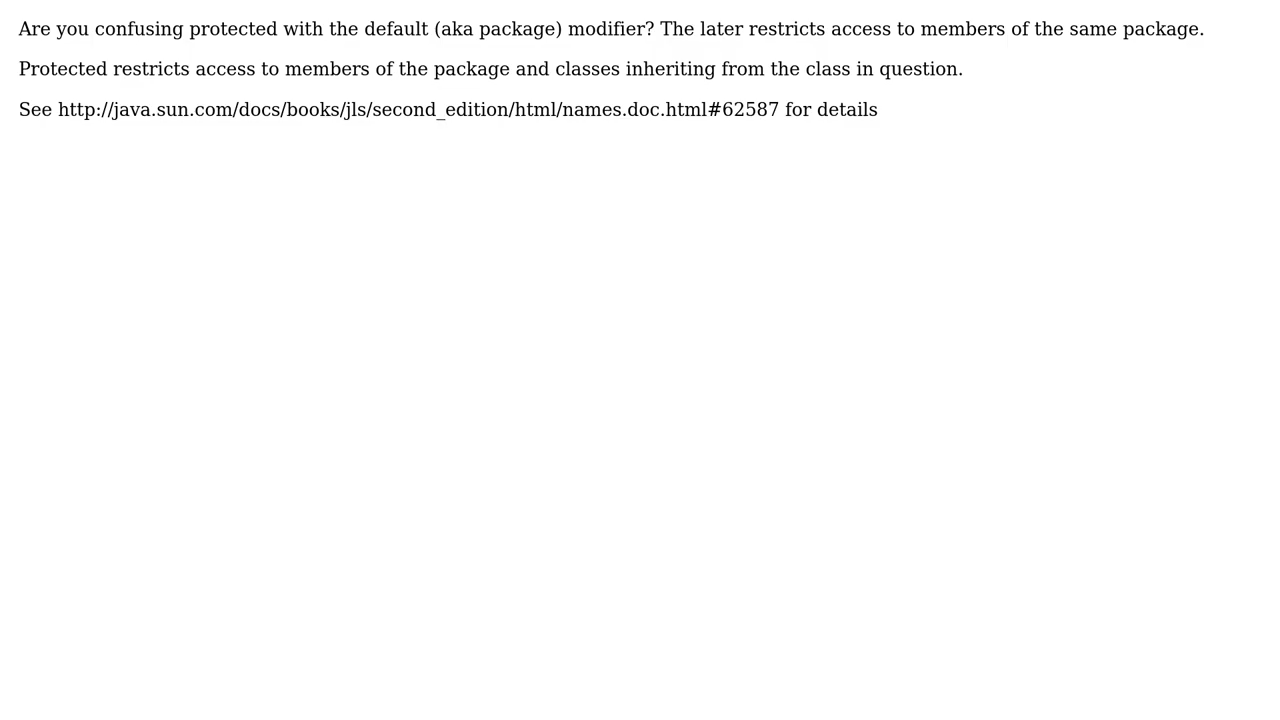 Are you confusing protected with the default (aka package) modifier? The later restricts access to members of the same package.
Protected restricts access to members of the package and classes inheriting from the class in question.
See http://java.sun.com/docs/books/jls/second_edition/html/names.doc.html#62587 for details